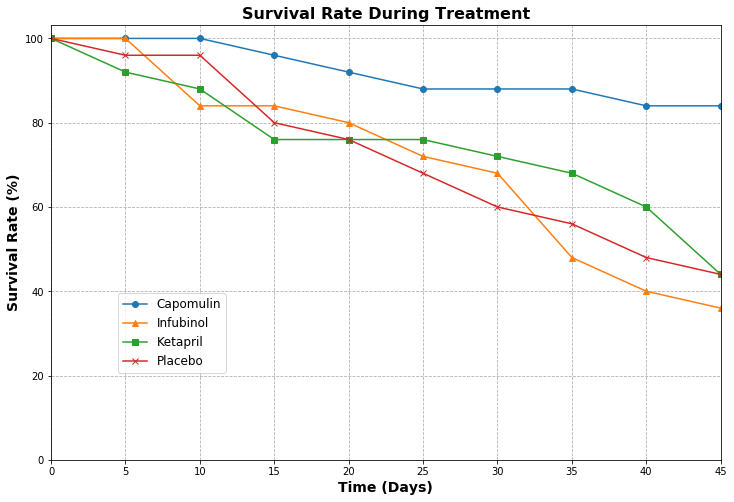 Survival Rate During Treatment
Survival Rate (%)
100
80
60
40
20
0
Capomulin
Infubinol
Ketapril
Placebo
0 5 10 15 20 25 30 35 40 45
Time (Days)